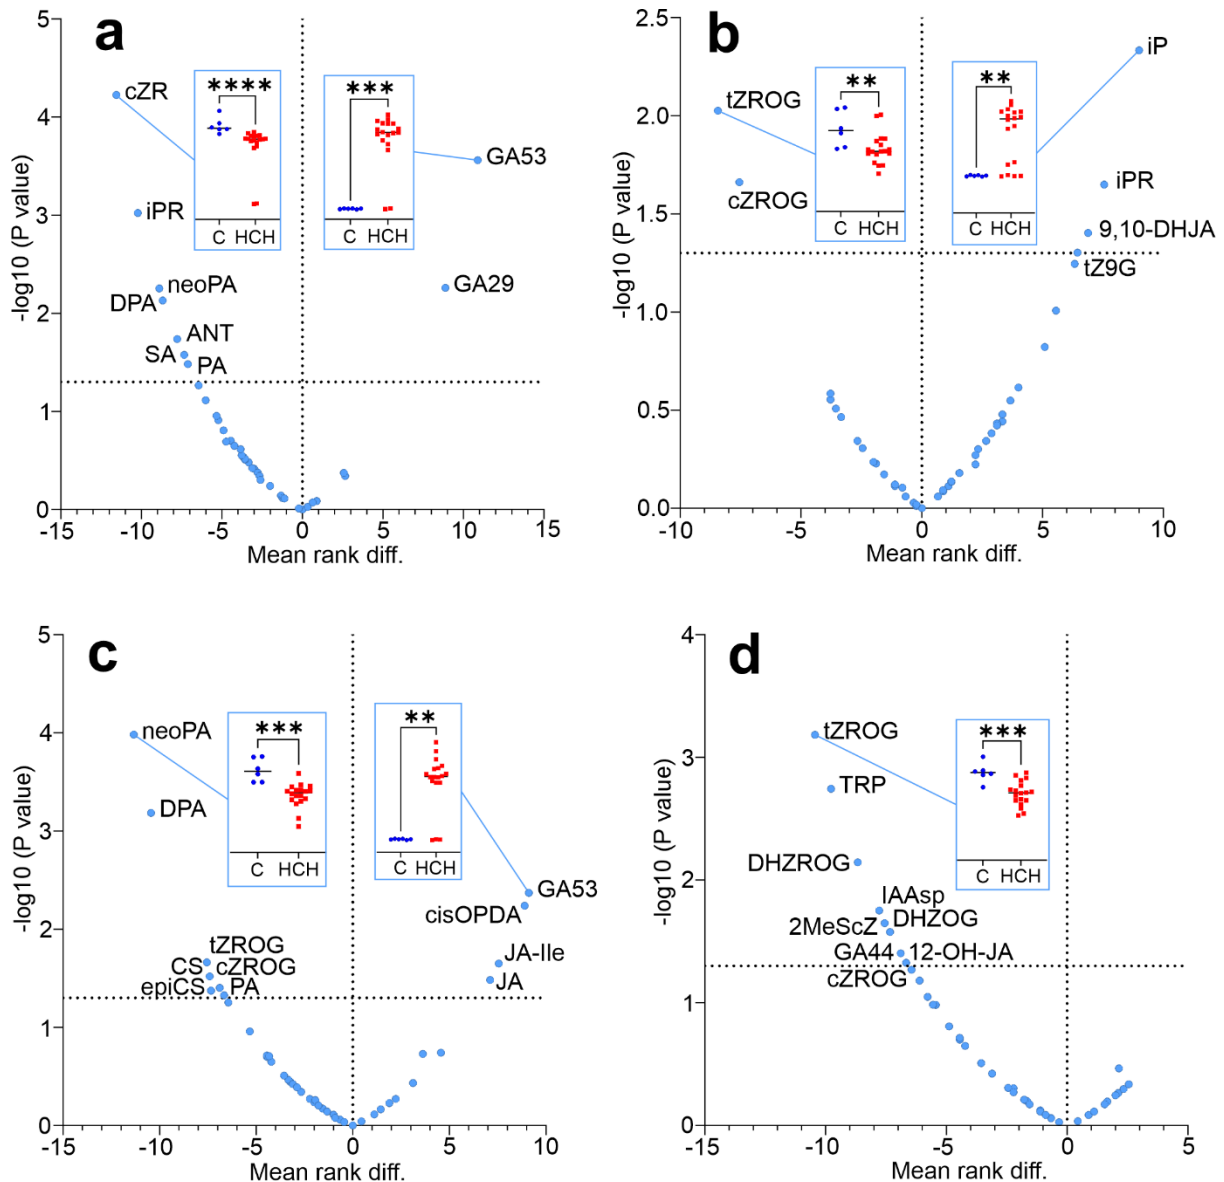 a
-log10 (P value)
5
4
3
2
1
0
cZR
****
C HCH
***
C HCH
GA53
iPR
GA29
neoPA
DPA
ANT
SA
PA
-15 -10 -5 0 5 10 15
Mean rank diff.
b
-log10 (P value)
2.5
2.0
1.5
1.0
0.5
0.0
iP
tZROG
**
C HCH
**
C HCH
cZROG
iPR
9,10-DHJA
tZ9G
-10 -5 0 5 10
Mean rank diff.
c
-log10 (P value)
5
4
3
2
1
0
neoPA
***
C HCH
**
C HCH
DPA
GA53
cisOPDA
tZROG
CS cZROG
epiCS PA
JA-Ile
JA
-15 -10 -5 0 5 10
Mean rank diff.
d
-log10 (P value)
4
3
2
1
0
tZROG
***
C HCH
TRP
DHZROG
IAAsp
2MeScZ DHZOG
GA44 12-OH-JA
cZROG
-15 -10 -5 0 5
Mean rank diff.